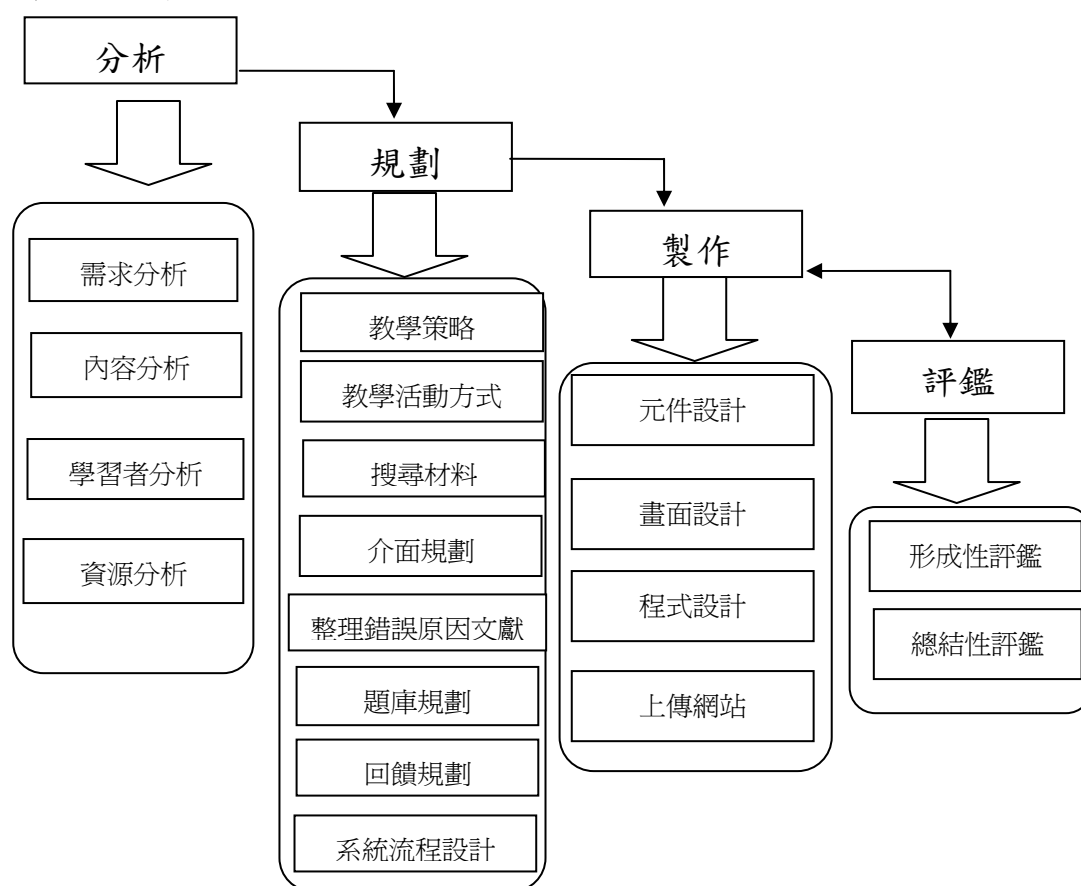 分析
規劃
製作
評鑑
需求分析
內容分析
學習者分析
資源分析
教學策略
教學活動方式
搜尋材料
介面規劃
整理錯誤原因文獻
題庫規劃
回饋規劃
系統流程設計
元件設計
畫面設計
程式設計
上傳網站
形成性評鑑
總結性評鑑